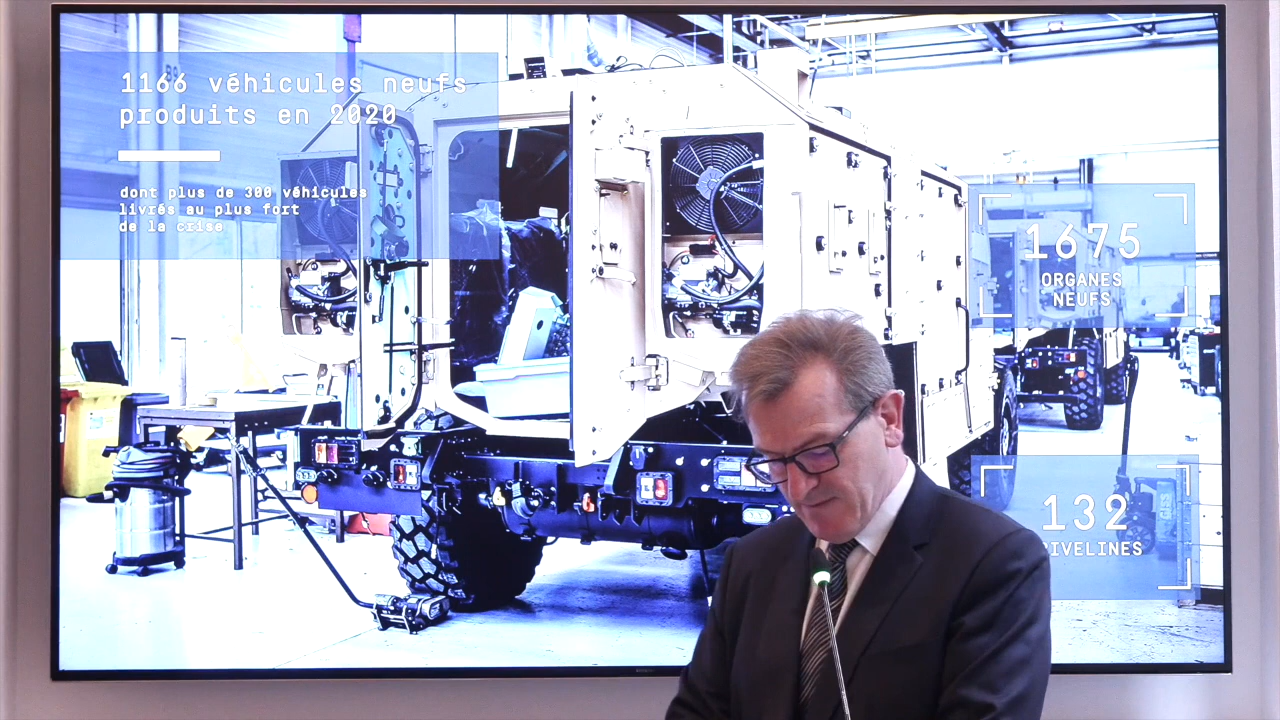 1166 véhicules neufs
produits en 2020
dont plus de 300 véhicules
livrés au plus fort
de la crise
1675
ORGANES
NEUFS
132